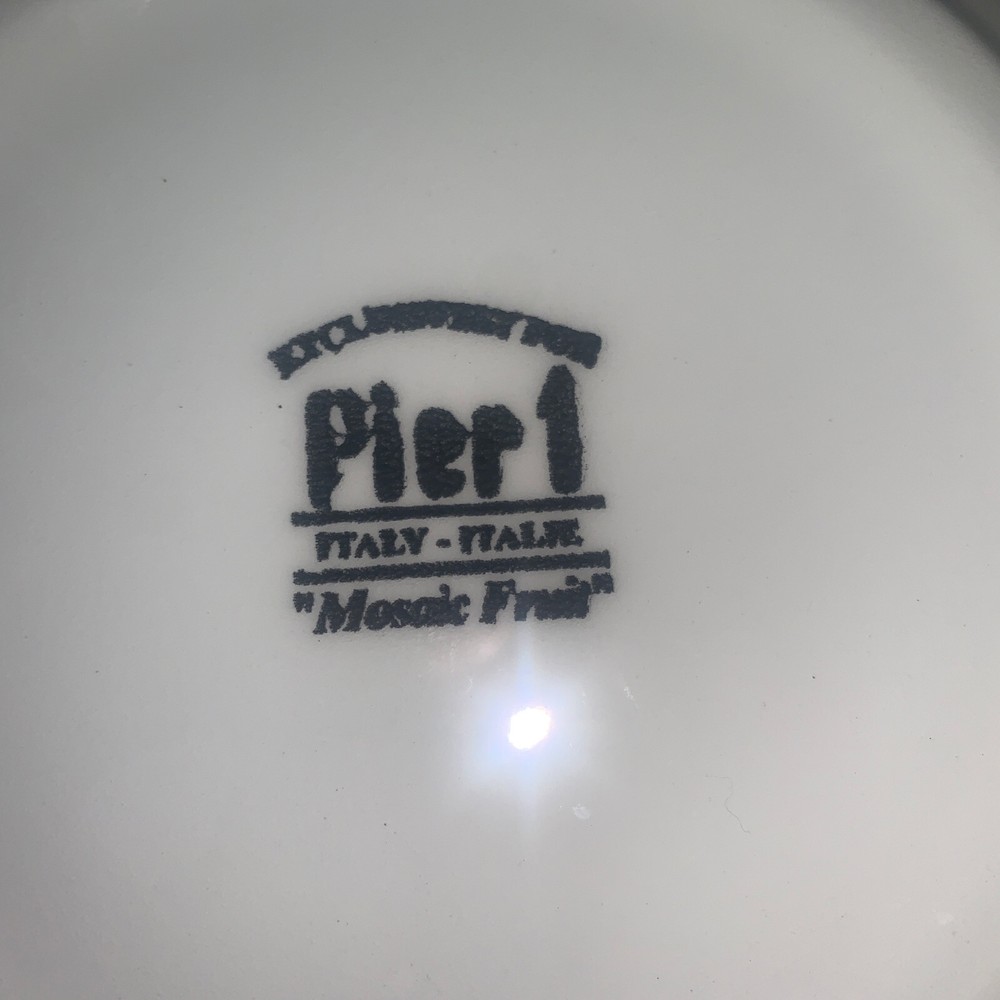 EXCLUSIVELY FOR
Pier 1
ITALY - ITALIE
"Mosaic Fruit"